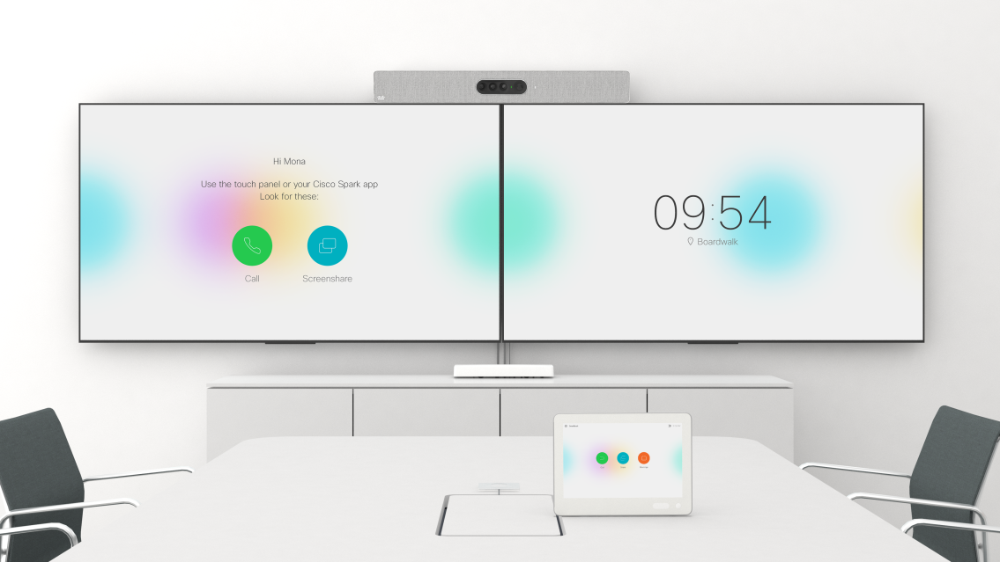 Hi Mona
Use the touch panel or your Cisco Spark app
Look for these:
Call
Screenshare
09:54
Boardwalk